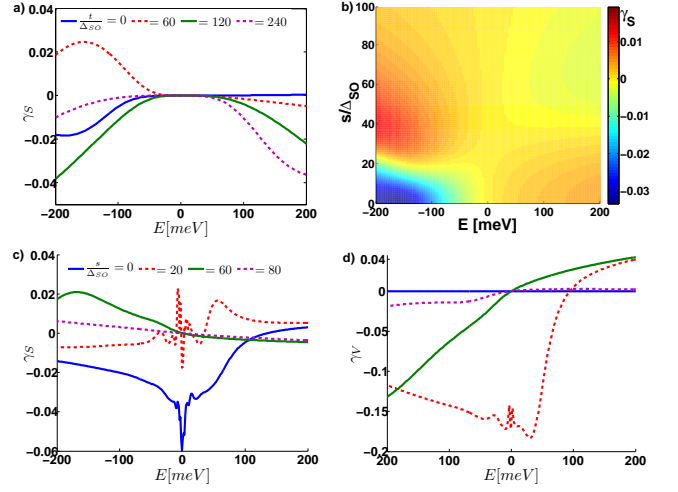 a)
t/Δ_SO = 0 = 60 = 120 = 240
0.04
0.02
0
−0.02
−0.04
γ_S
−200 −100 0 100 200
E[meV]
b)
γ_S
100
80
60
40
20
0
s/Δ_SO
0.01
0
−0.01
−0.02
−0.03
−200 −100 0 100 200
E [meV]
c)
s/Δ_SO = 0 = 20 = 60 = 80
0.04
0.02
0
−0.02
−0.04
−0.06
γ_S
−200 −100 0 100 200
E[meV]
d)
0.05
0
−0.05
−0.1
−0.15
−0.2
γ_V
−200 −100 0 100 200
E[meV]